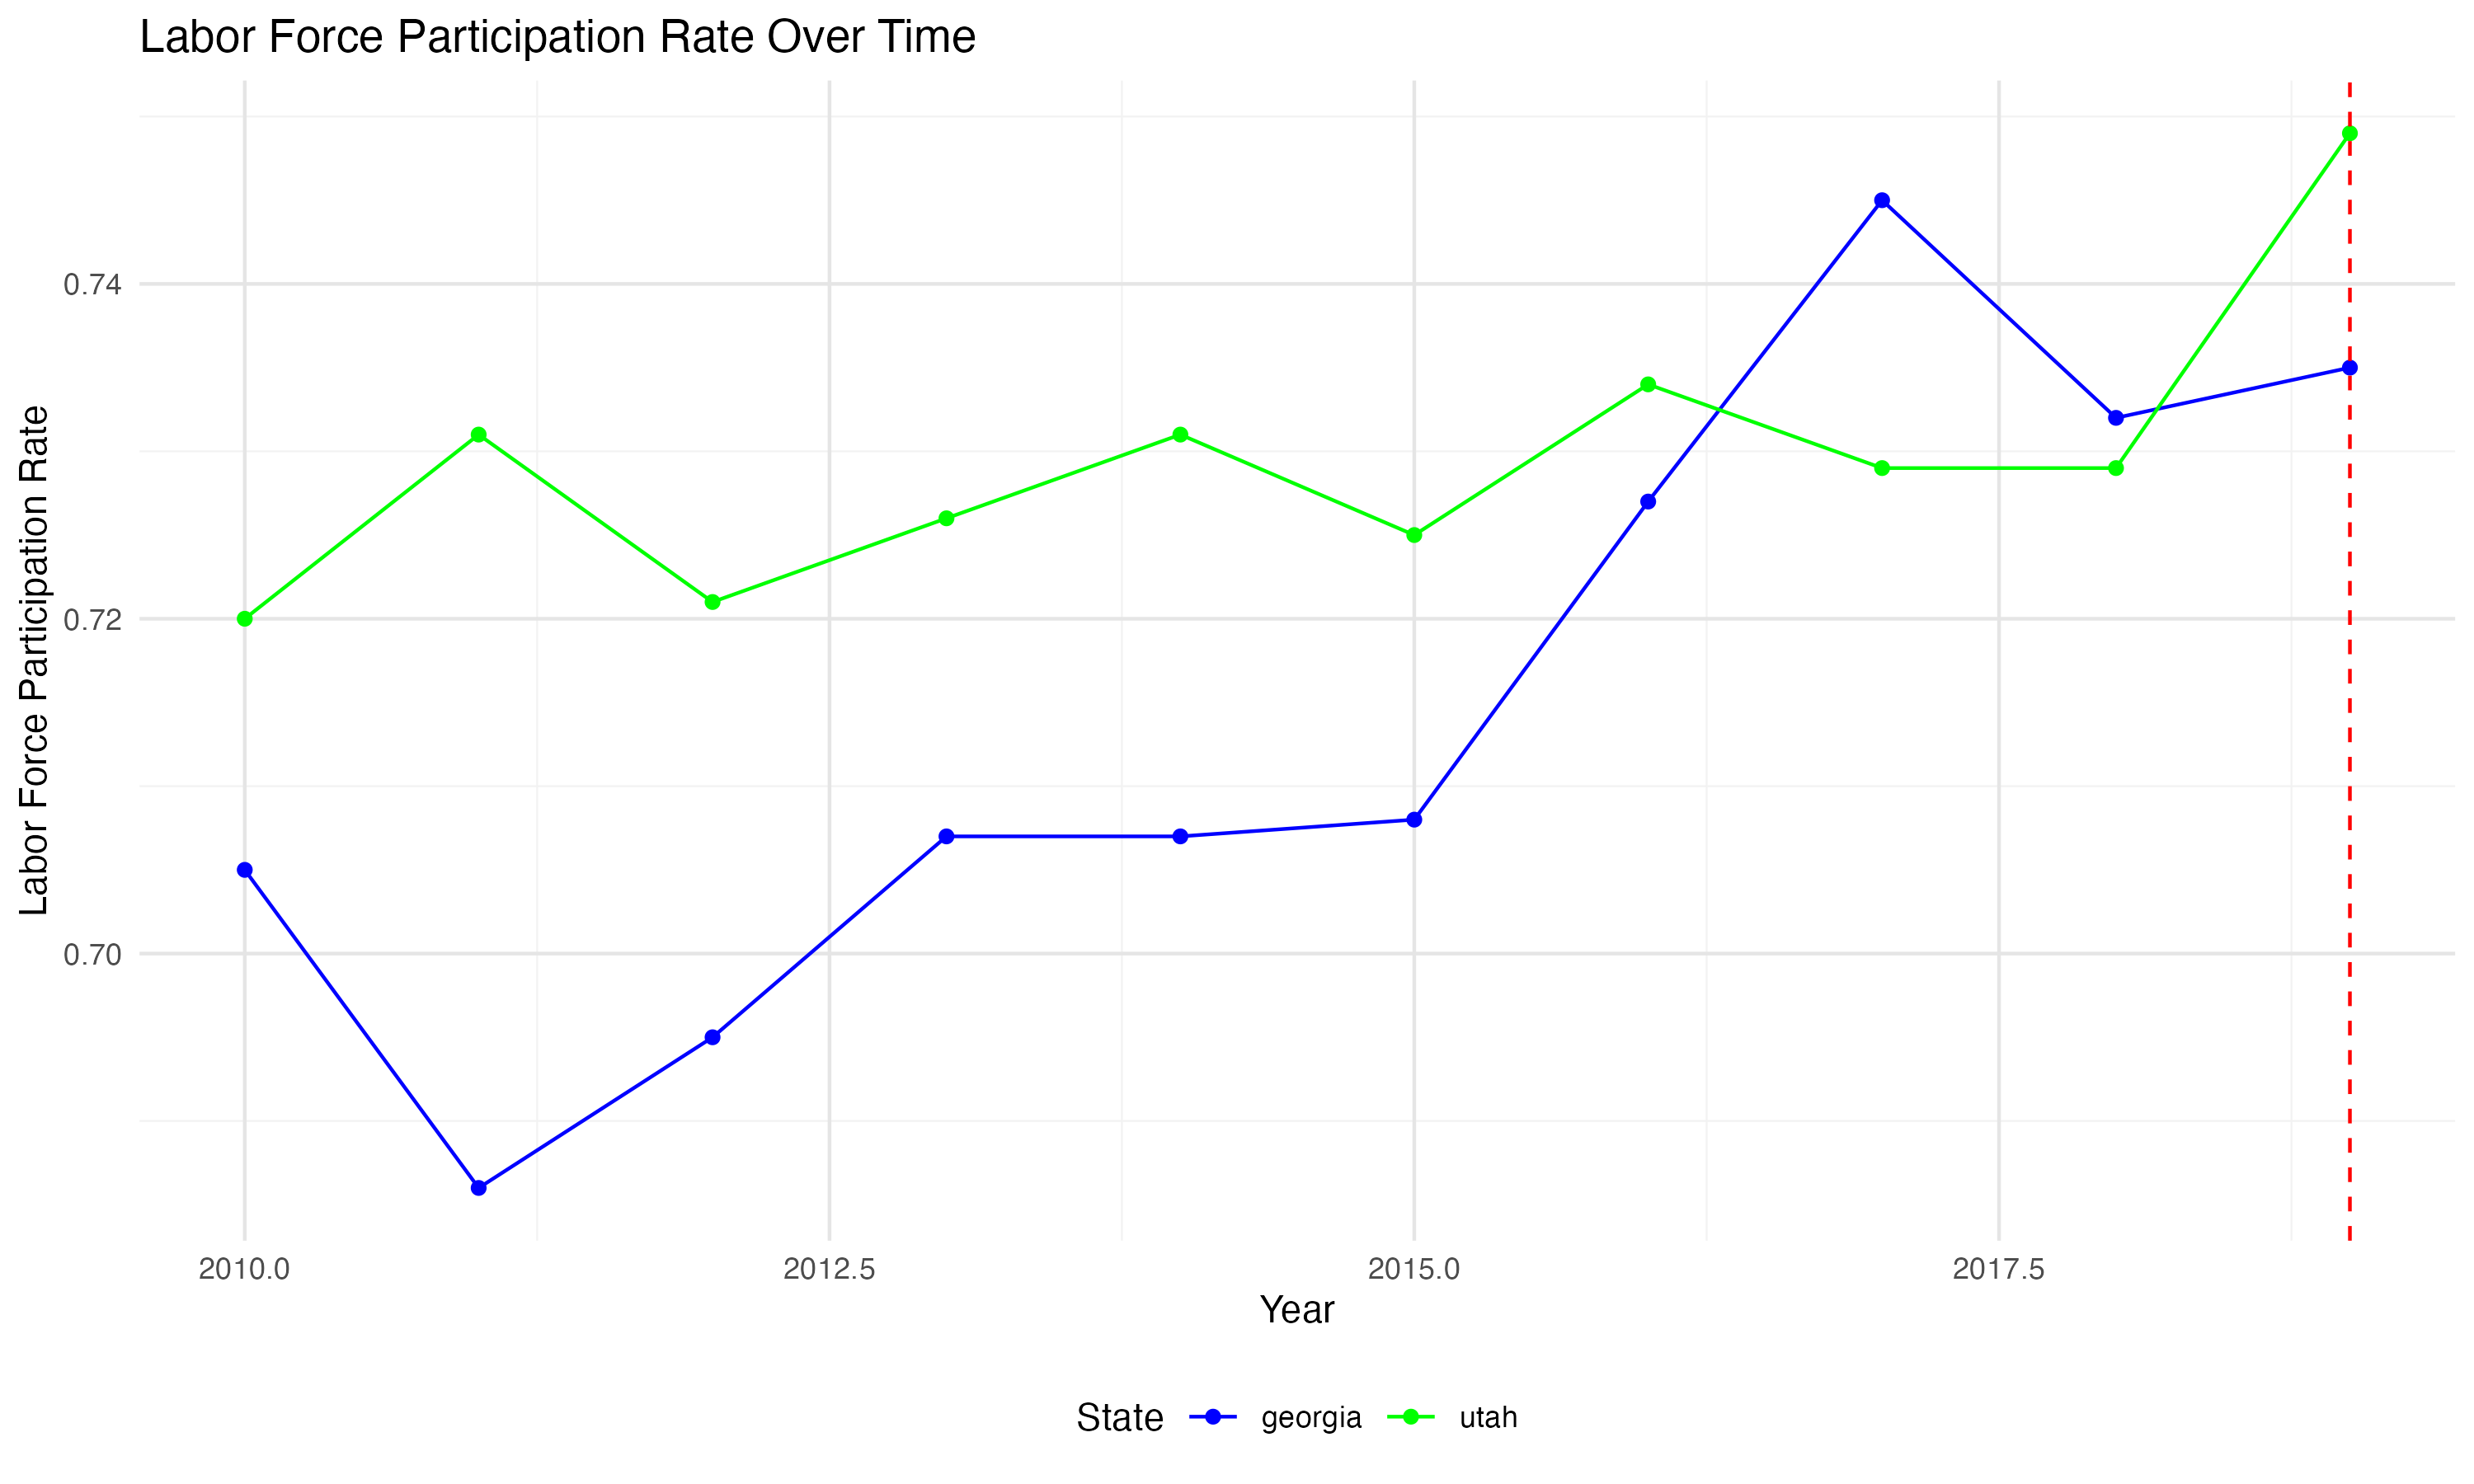 Labor Force Participation Rate Over Time
Labor Force Participation Rate
0.74
0.72
0.70
2010.0 2012.5 2015.0 2017.5
Year
State georgia utah